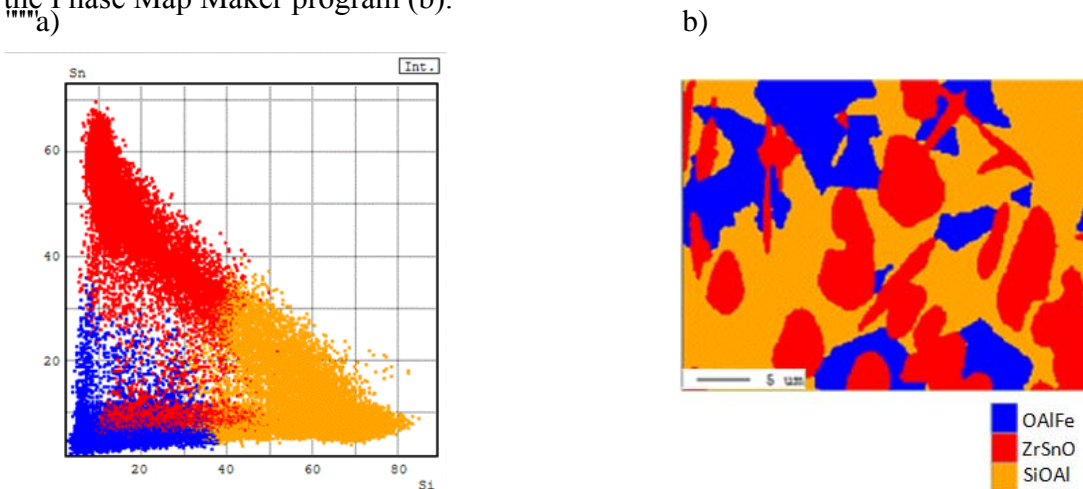 the Phase Map Maker program (b).
a)
b)
Sn
Int.
60
40
20
20 40 60 80
Si
5 um
OAlFe
ZrSnO
SiOAl